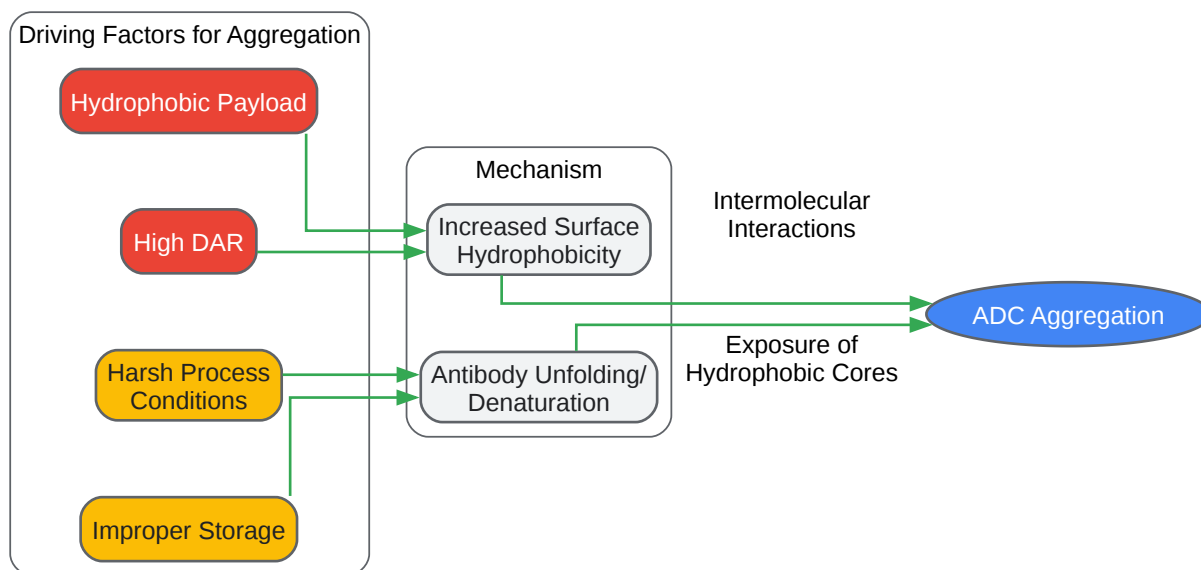 Driving Factors for Aggregation
Hydrophobic Payload
High DAR
Harsh Process
Conditions
Improper Storage
Mechanism
Increased Surface
Hydrophobicity
Antibody Unfolding/
Denaturation
Intermolecular
Interactions
Exposure of
Hydrophobic Cores
ADC Aggregation